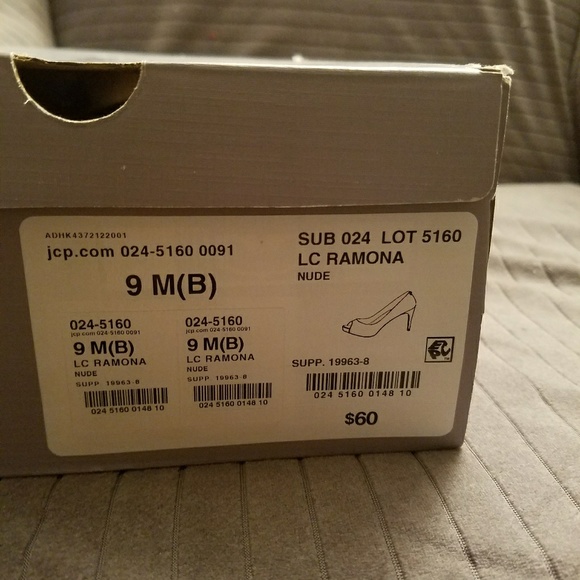 ADHK4372122001
jcp.com 024-5160 0091
9 M(B)
024-5160
jcp.com 024-5160 0091
9 M(B)
LC RAMONA
NUDE
SUPP. 19963-8
024 5160 0148 10
024-5160
jcp.com 024-5160 0091
9 M(B)
LC RAMONA
NUDE
SUPP. 19963-8
024 5160 0148 10
SUB 024 LOT 5160
LC RAMONA
NUDE
SUPP. 19963-8
024 5160 0148 10
$60